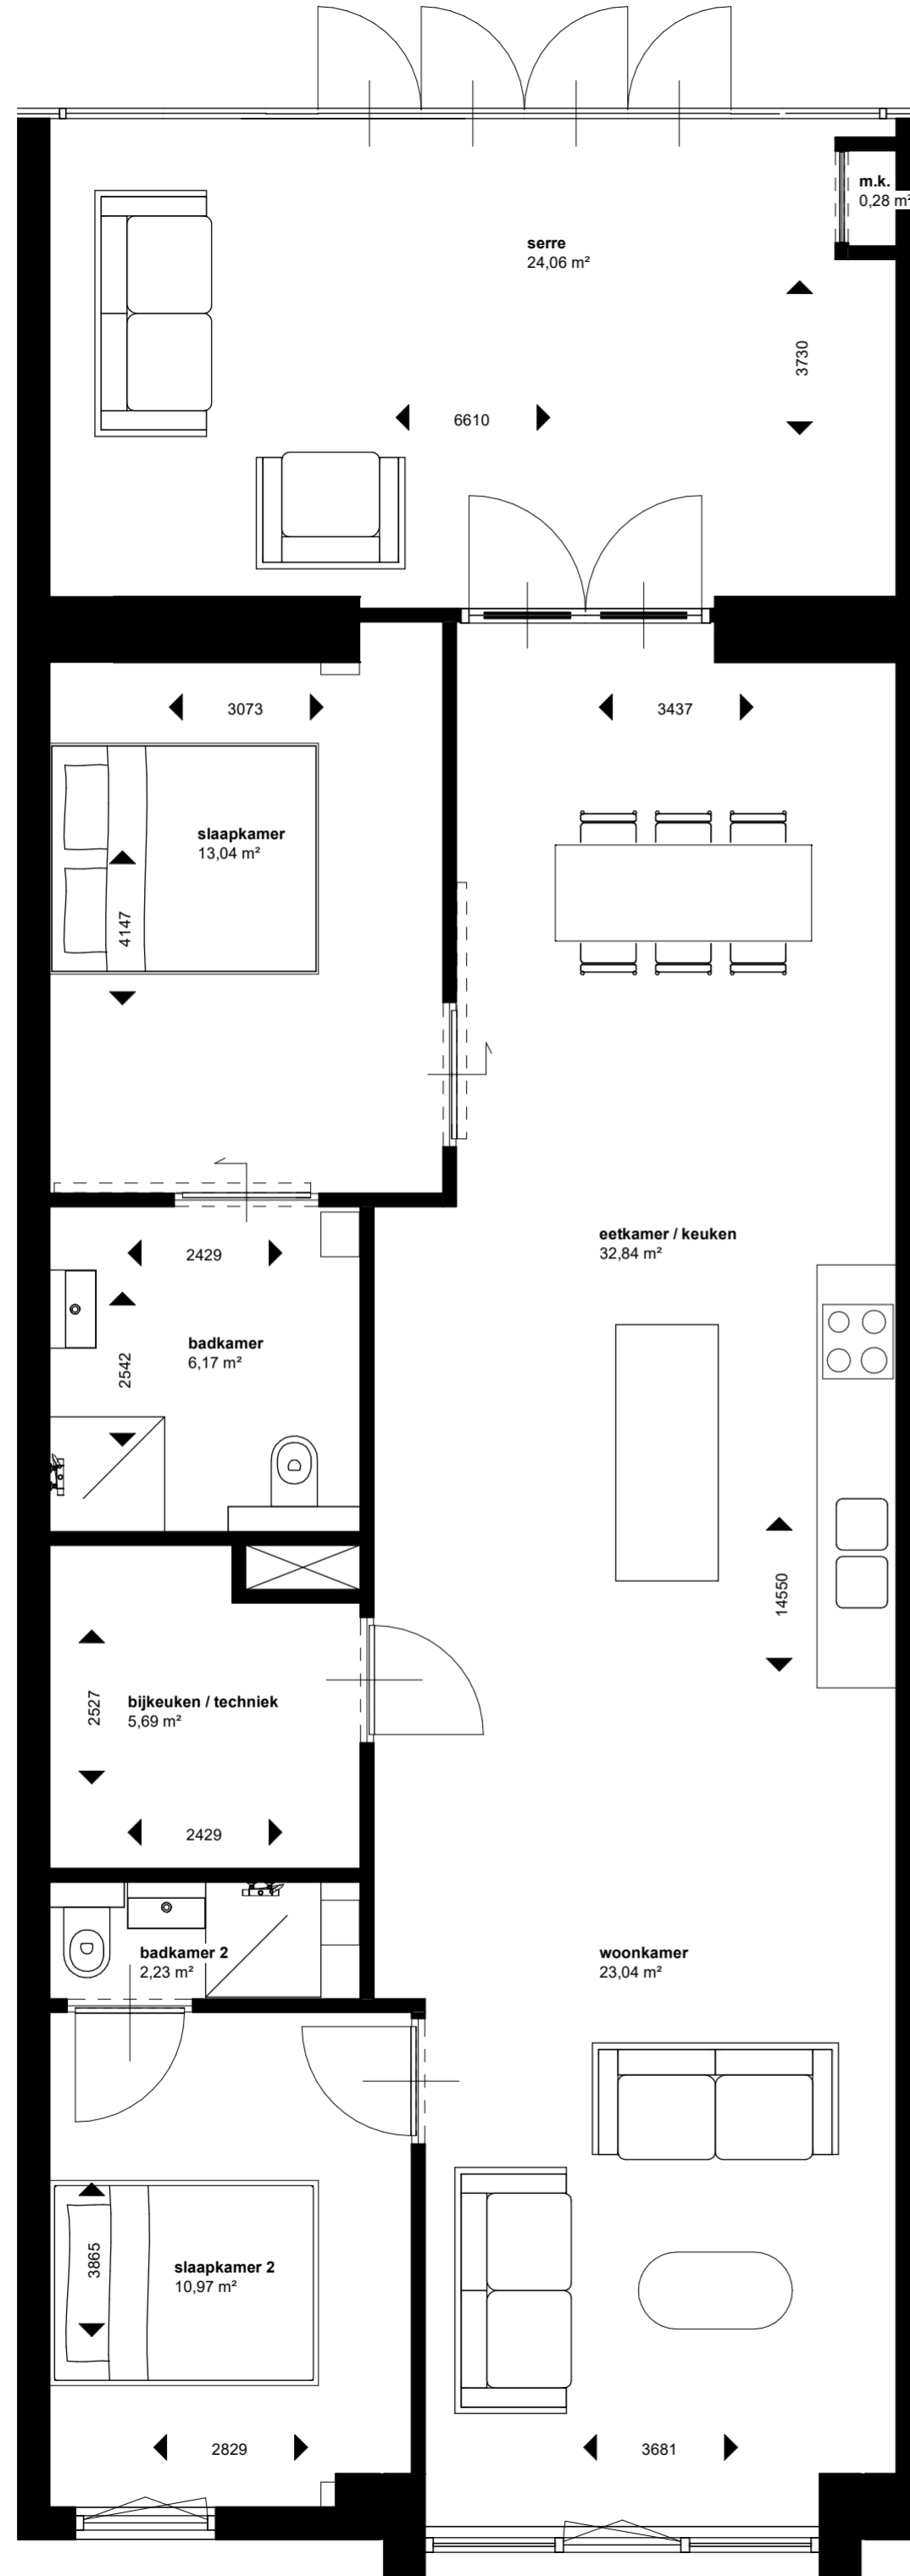 m.k.
0,28 m²
serre
24,06 m²
3730
6610
3073
3437
slaapkamer
13,04 m²
4147
eetkamer / keuken
32,84 m²
2429
badkamer
6,17 m²
2542
14550
bijkeuken / techniek
5,69 m²
2527
2429
badkamer 2
2,23 m²
woonkamer
23,04 m²
slaapkamer 2
10,97 m²
3865
2829
3681